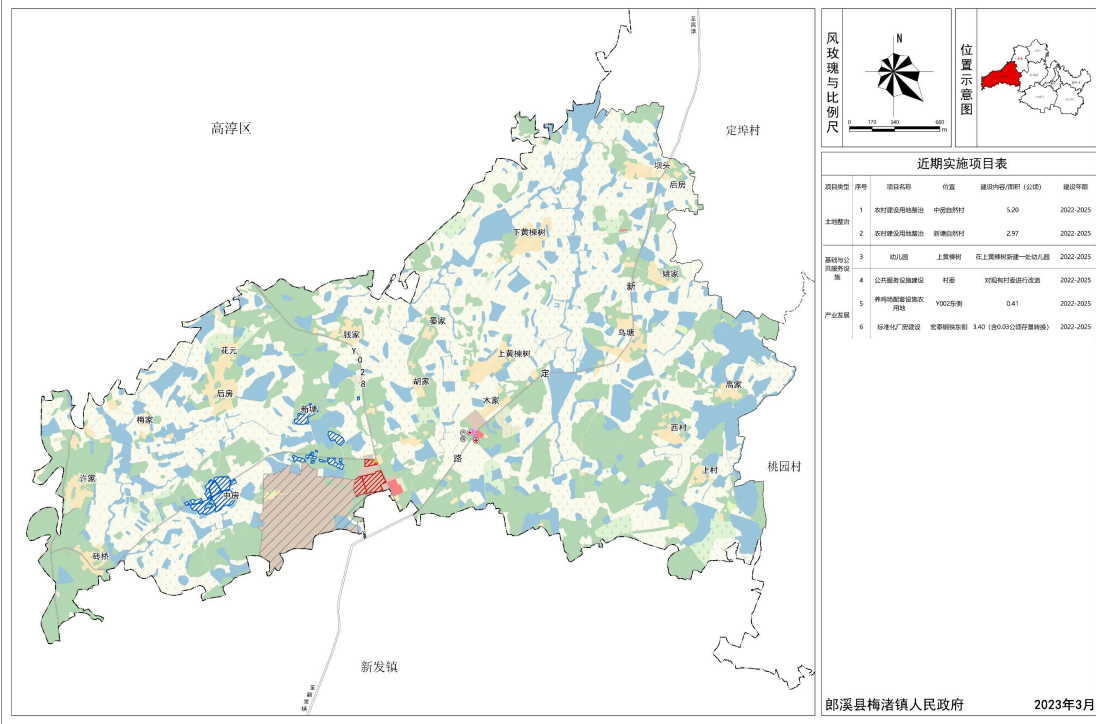 至高淳
高淳区
定埠村
坝头
后房
下黄楝树
新
姚家
晏家
钱家
乌塘
Y028
花元
上黄楝树
定
胡家
高家
后房
木家
新塘
梅家
西村
路
上村
桃园村
许家
中房
砖桥
新发镇
至新发镇
风玫瑰与比例尺
N
0 170 340 680
m
位置示意图
近期实施项目表
项目类型 序号 项目名称 位置 建设内容/面积（公顷） 建设年限
土地整治
1 农村建设用地整治 中房自然村 5.20 2022-2025
2 农村建设用地整治 新塘自然村 2.97 2022-2025
基础与公共服务设施
3 幼儿园 上黄楝树 在上黄楝树新建一处幼儿园 2022-2025
4 公共服务设施建设 村委 对现有村委进行改造 2022-2025
产业发展
5 养鸡场配套设施农用地 Y002东侧 0.41 2022-2025
6 标准化厂房建设 宏泰钢铁东侧 3.40（含0.03公顷存量转换） 2022-2025
郎溪县梅渚镇人民政府
2023年3月